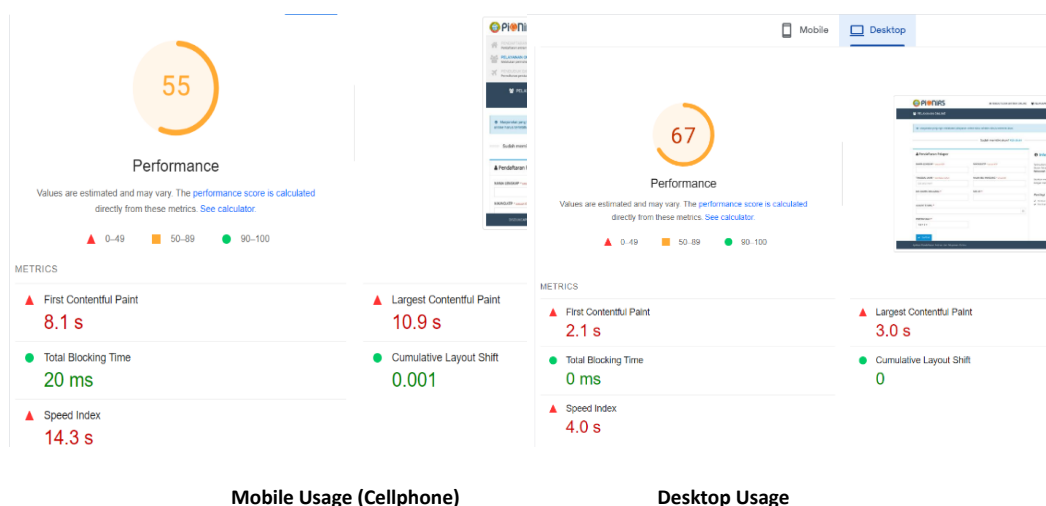 55
Performance
Values are estimated and may vary. The performance score is calculated
directly from these metrics. See calculator.
0–49 50–89 90–100
METRICS
First Contentful Paint
8.1 s
Largest Contentful Paint
10.9 s
Total Blocking Time
20 ms
Cumulative Layout Shift
0.001
Speed Index
14.3 s
Mobile Desktop
67
Performance
Values are estimated and may vary. The performance score is calculated
directly from these metrics. See calculator.
0–49 50–89 90–100
PIONIRS
Pendaftaran Pasien
METRICS
First Contentful Paint
2.1 s
Largest Contentful Paint
3.0 s
Total Blocking Time
0 ms
Cumulative Layout Shift
0
Speed Index
4.0 s
Mobile Usage (Cellphone) Desktop Usage